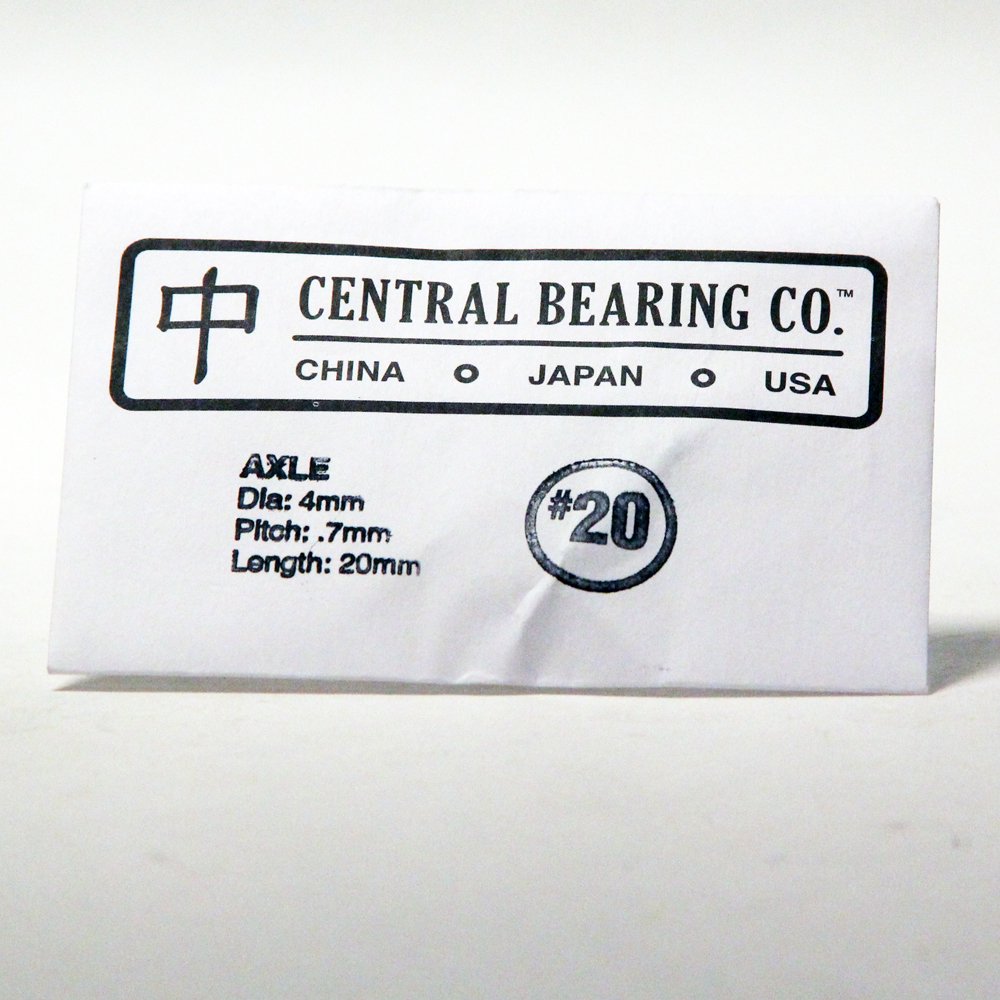 中
CENTRAL BEARING CO.™
CHINA o JAPAN o USA
AXLE
Dia: 4mm
Pitch: .7mm
Length: 20mm
#20